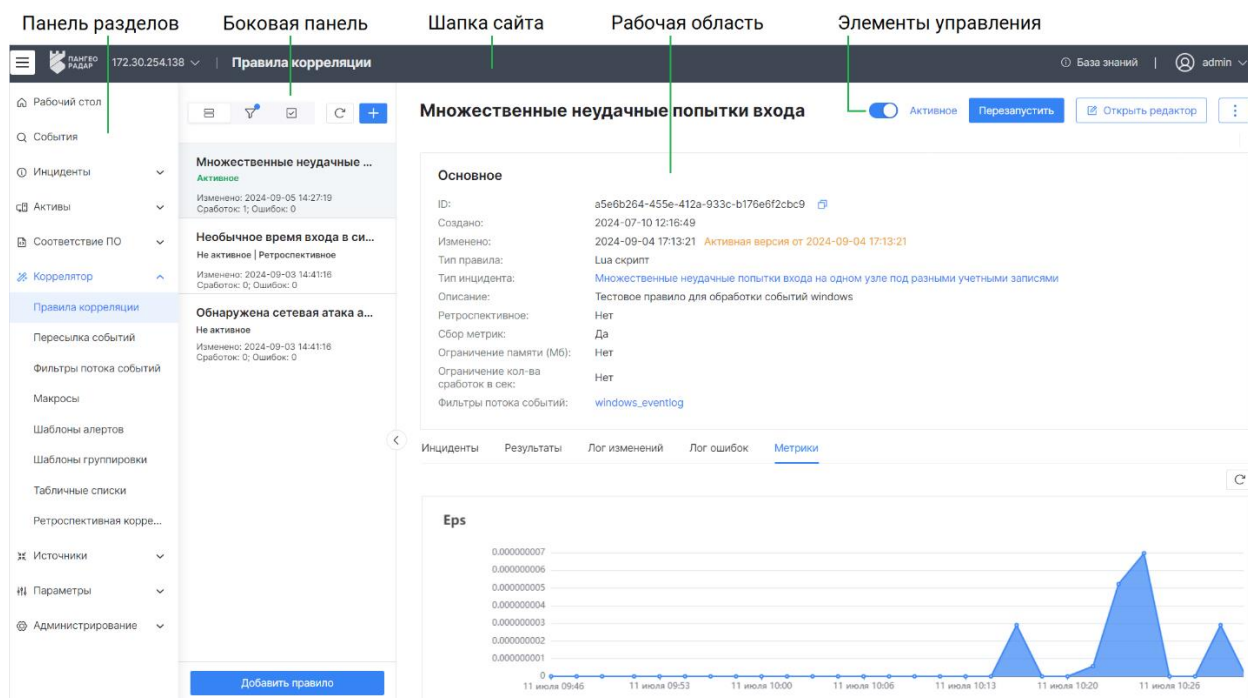 Панель разделов
Боковая панель
Шапка сайта
Рабочая область
Элементы управления
ПАНГЕО
РАДАР
172.30.254.138
Правила корреляции
База знаний
admin
Рабочий стол
События
Инциденты
Активы
Соответствие ПО
Коррелятор
Правила корреляции
Пересылка событий
Фильтры потока событий
Макросы
Шаблоны алертов
Шаблоны группировки
Табличные списки
Ретроспективная корре...
Источники
Параметры
Администрирование
Множественные неудачные ...
Активное
Изменено: 2024-09-05 14:27:19
Сработок: 1; Ошибок: 0
Необычное время входа в си...
Не активное | Ретроспективное
Изменено: 2024-09-03 14:41:16
Сработок: 0; Ошибок: 0
Обнаружена сетевая атака а...
Не активное
Изменено: 2024-09-03 14:41:16
Сработок: 0; Ошибок: 0
Добавить правило
Множественные неудачные попытки входа
Активное
Перезапустить
Открыть редактор
Основное
ID: a5e6b264-455e-412a-933c-b176e6f2cbc9
Создано: 2024-07-10 12:16:49
Изменено: 2024-09-04 17:13:21 Активная версия от 2024-09-04 17:13:21
Тип правила: Lua скрипт
Тип инцидента: Множественные неудачные попытки входа на одном узле под разными учетными записями
Описание: Тестовое правило для обработки событий windows
Ретроспективное: Нет
Сбор метрик: Да
Ограничение памяти (Мб): Нет
Ограничение кол-ва
сработок в сек: Нет
Фильтры потока событий: windows_eventlog
Инциденты Результаты Лог изменений Лог ошибок Метрики
Eps
0.000000007
0.000000006
0.000000005
0.000000004
0.000000003
0.000000002
0.000000001
0
11 июля 09:46 11 июля 09:53 11 июля 10:00 11 июля 10:06 11 июля 10:13 11 июля 10:20 11 июля 10:26